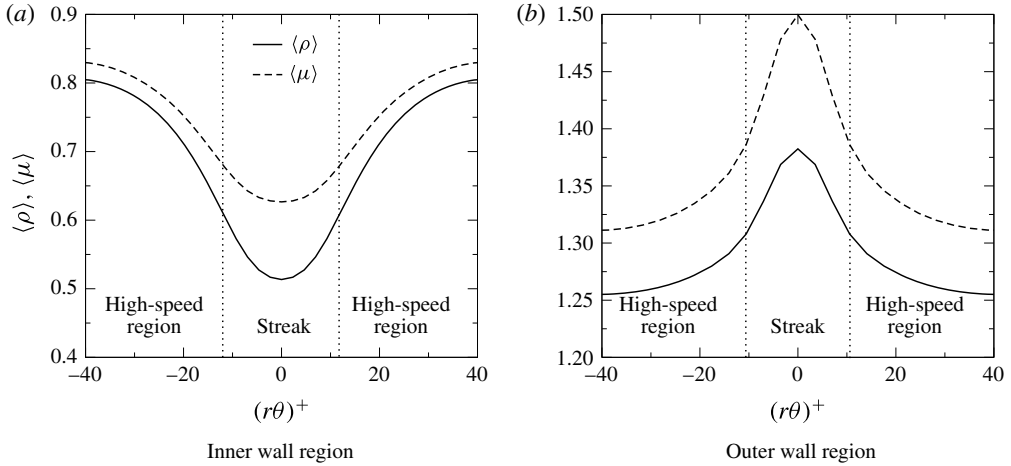 (a)
0.9
0.8
0.7
0.6
0.5
0.4
⟨ρ⟩, ⟨μ⟩
⟨ρ⟩
⟨μ⟩
High-speed
region
Streak
High-speed
region
−40
−20
0
20
40
(rθ)⁺
Inner wall region
(b)
1.50
1.45
1.40
1.35
1.30
1.25
1.20
High-speed
region
Streak
High-speed
region
−40
−20
0
20
40
(rθ)⁺
Outer wall region